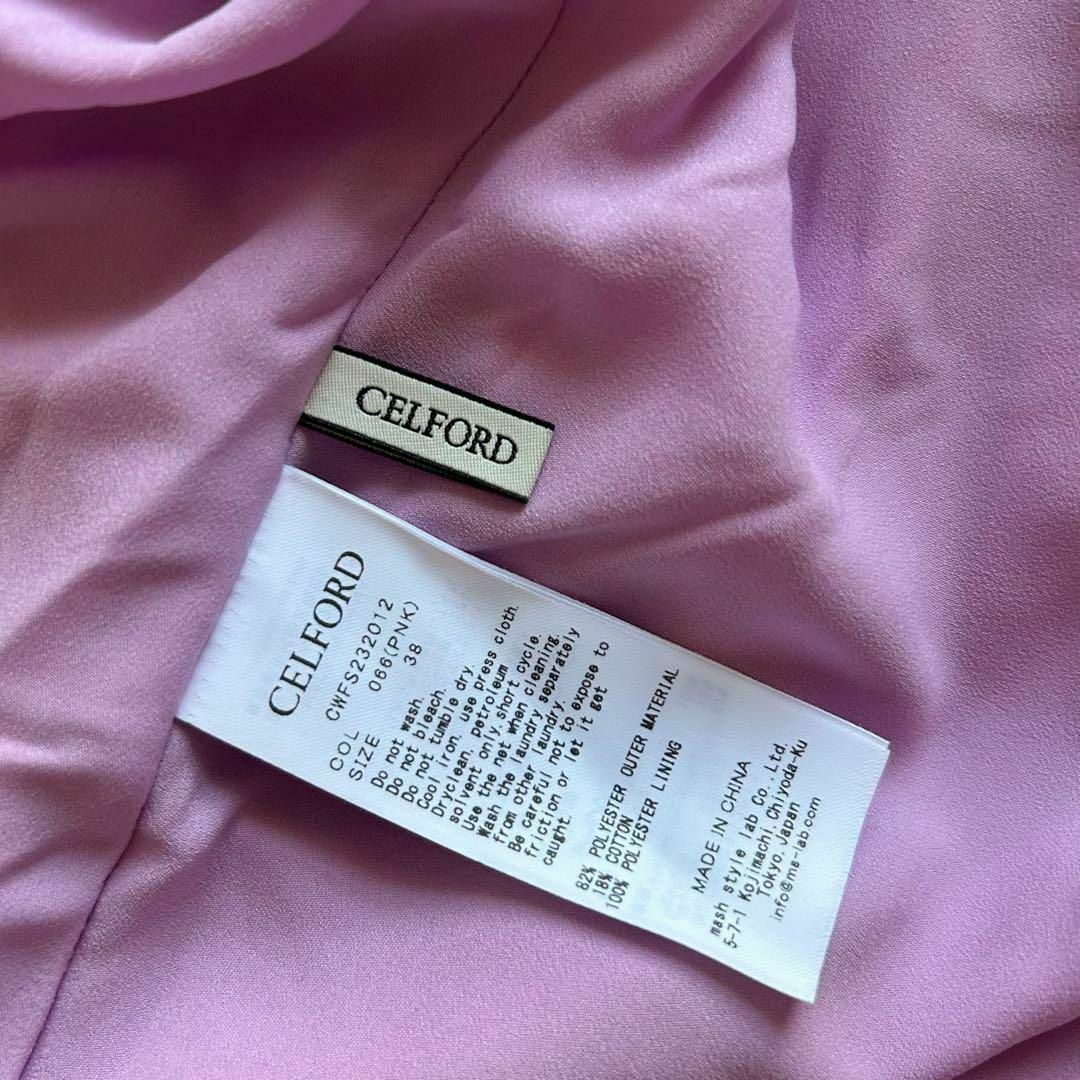 CELFORD
CELFORD
CWFS232012
COL 066(PNK)
SIZE 38
Do not wash.
Do not bleach.
Do not tumble dry.
Cool iron. use press cloth.
Dryclean. petroleum
solvent only. short cycle.
Use the net when cleaning.
Wash the laundry separately
from other laundry.
Be careful not to expose to
friction or let it get
caught.
82% POLYESTER OUTER MATERIAL
18% COTTON
100% POLYESTER LINING
MADE IN CHINA
mash style lab Co.,Ltd.
5-7-1 Kojimachi,Chiyoda-Ku
Tokyo,Japan
info@ms-lab.com